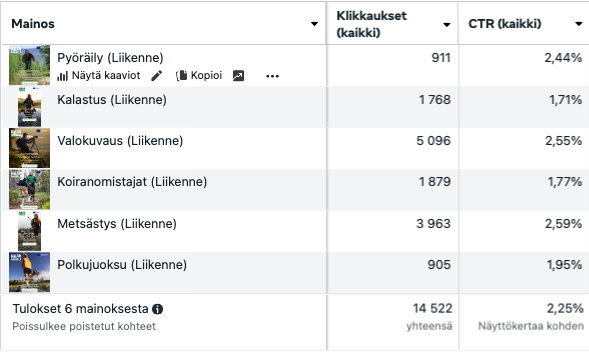 Mainos Klikkaukset (kaikki) CTR (kaikki)
Pyöräily (Liikenne) 911 2,44%
Näytä kaaviot Kopioi
Kalastus (Liikenne) 1 768 1,71%
Valokuvaus (Liikenne) 5 096 2,55%
Koiranomistajat (Liikenne) 1 879 1,77%
Metsästys (Liikenne) 3 963 2,59%
Polkujuoksu (Liikenne) 905 1,95%
Tulokset 6 mainoksesta 14 522 2,25%
Poissulkee poistetut kohteet yhteensä Näyttökertaa kohden